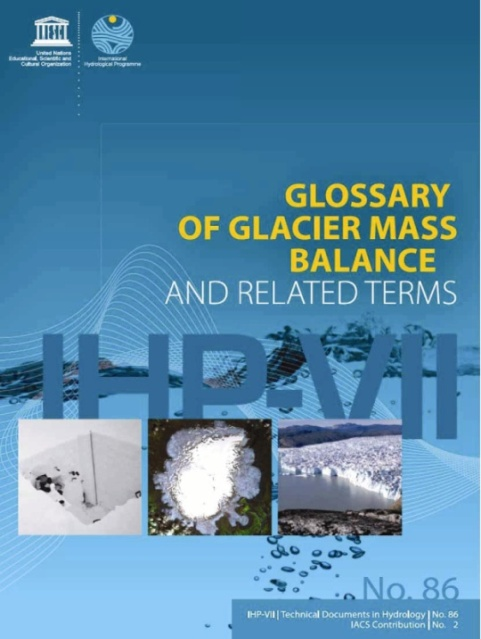 United Nations
Educational, Scientific and
Cultural Organization
International
Hydrological Programme
GLOSSARY
OF GLACIER MASS
BALANCE
AND RELATED TERMS
IHP-VII
No. 86
IHP-VII | Technical Documents in Hydrology | No. 86
IACS Contribution | No. 2